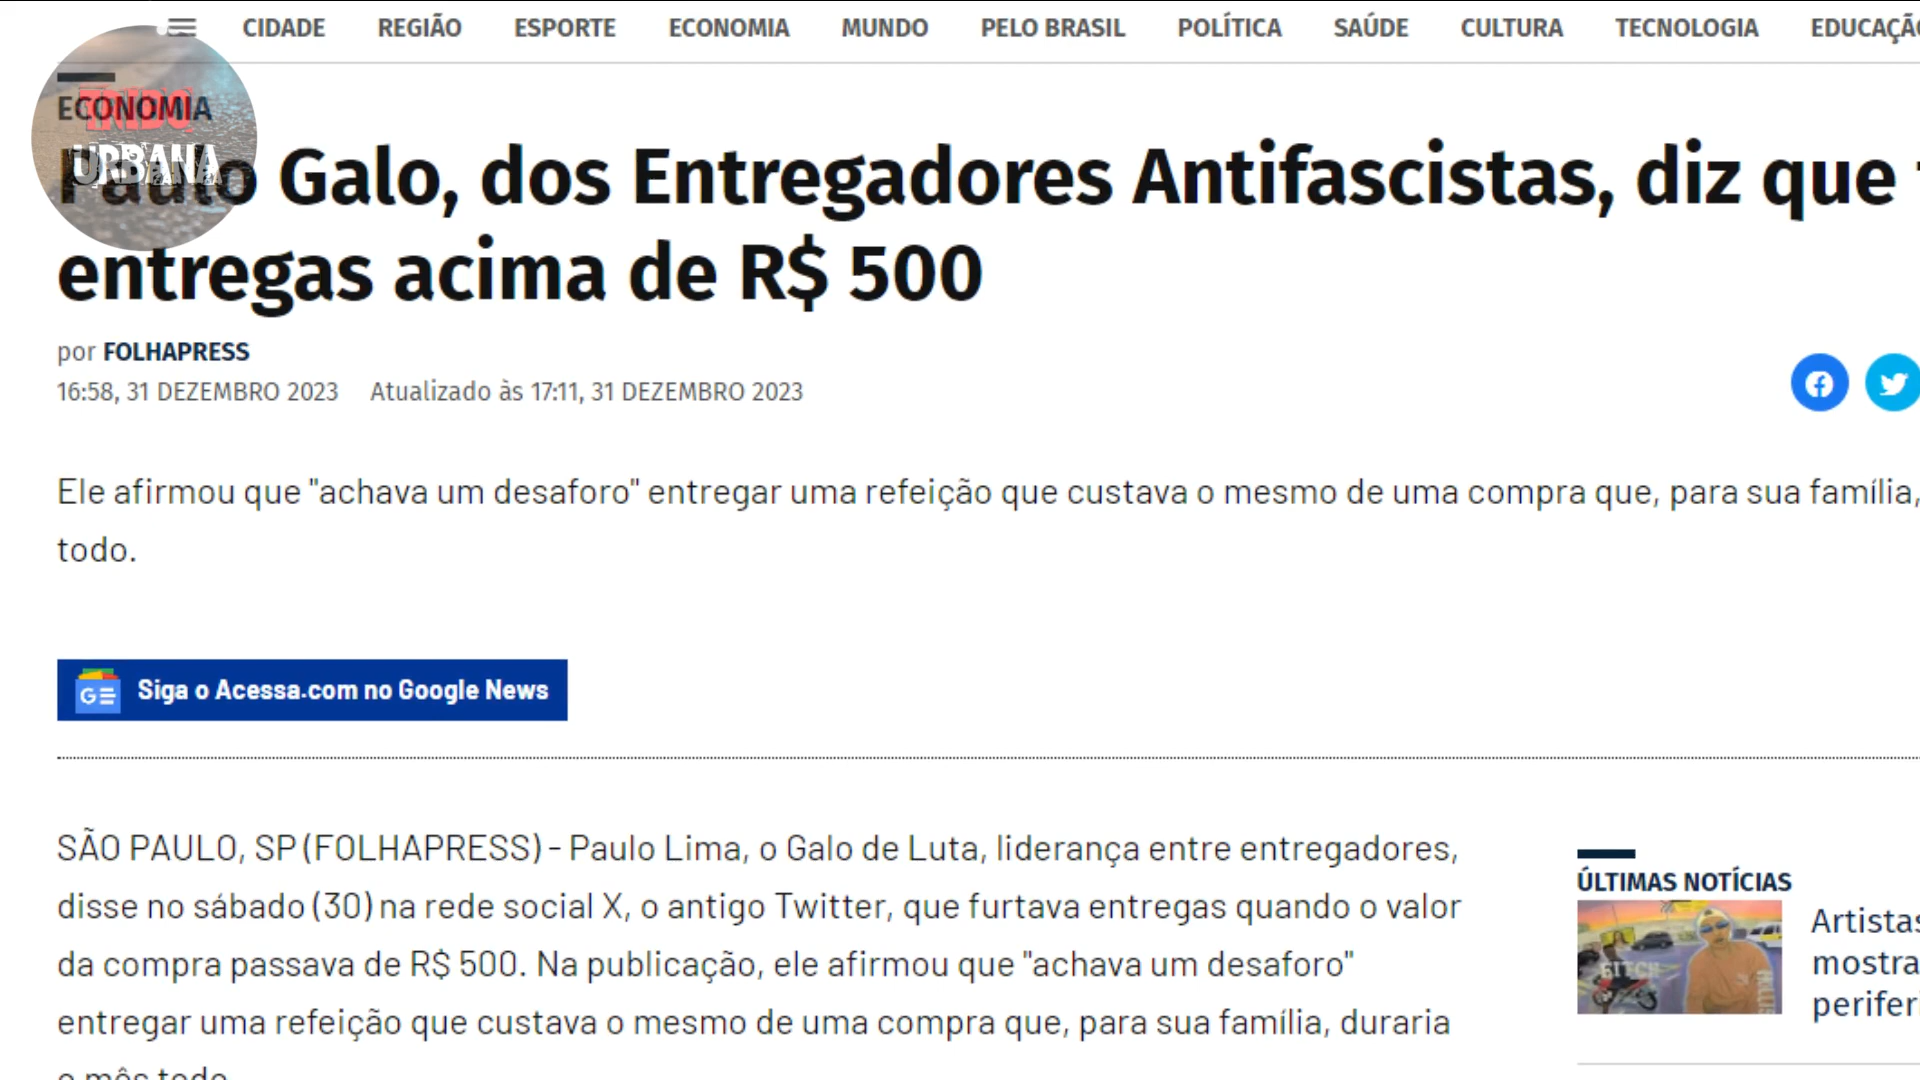 CIDADE REGIÃO ESPORTE ECONOMIA MUNDO PELO BRASIL POLÍTICA SAÚDE CULTURA TECNOLOGIA EDUCAÇÃO
ECONOMIA
TRIBO
URBANA
Paulo Galo, dos Entregadores Antifascistas, diz que
entregas acima de R$ 500
por FOLHAPRESS
16:58, 31 DEZEMBRO 2023 Atualizado às 17:11, 31 DEZEMBRO 2023
Ele afirmou que "achava um desaforo" entregar uma refeição que custava o mesmo de uma compra que, para sua família,
todo.
GE Siga o Acessa.com no Google News
SÃO PAULO, SP (FOLHAPRESS) - Paulo Lima, o Galo de Luta, liderança entre entregadores,
disse no sábado (30) na rede social X, o antigo Twitter, que furtava entregas quando o valor
da compra passava de R$ 500. Na publicação, ele afirmou que "achava um desaforo"
entregar uma refeição que custava o mesmo de uma compra que, para sua família, duraria
o mês todo.
ÚLTIMAS NOTÍCIAS
Artistas
mostra
periferi